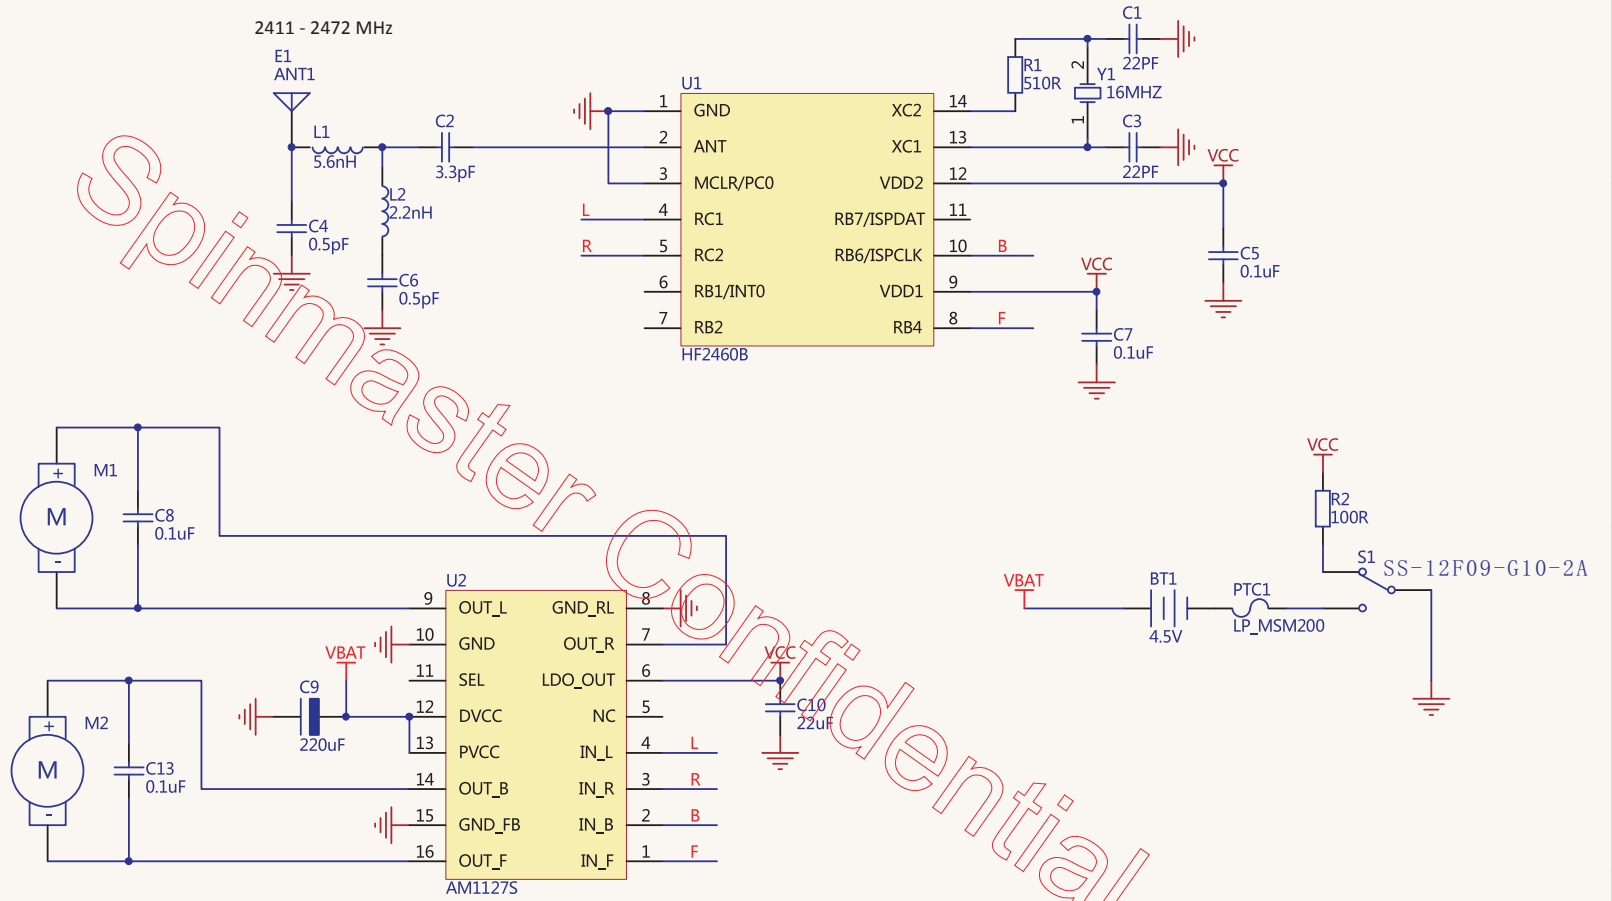 2411 - 2472 MHz
E1
ANT1
L1
5.6nH
C2
3.3pF
L2
2.2nH
C4
0.5pF
C6
0.5pF
U1
1 GND
2 ANT
3 MCLR/PC0
L 4 RC1
R 5 RC2
6 RB1/INT0
7 RB2
XC2 14
XC1 13
VDD2 12
RB7/ISPDAT 11
RB6/ISPCLK 10 B
VDD1 9
RB4 8 F
HF2460B
R1
510R
2
Y1
16MHZ
1
C1
22PF
C3
22PF
VCC
C5
0.1uF
VCC
C7
0.1uF
Spinmaster Confidential
M1
+
M
-
C8
0.1uF
M2
+
M
-
C13
0.1uF
VBAT
C9
220uF
U2
9 OUT_L
10 GND
11 SEL
12 DVCC
13 PVCC
14 OUT_B
15 GND_FB
16 OUT_F
GND_RL 8
OUT_R 7
LDO_OUT 6
NC 5
IN_L 4 L
IN_R 3 R
IN_B 2 B
IN_F 1 F
AM1127S
VCC
C10
22uF
VBAT
BT1
4.5V
PTC1
LP_MSM200
VCC
R2
100R
S1
SS-12F09-G10-2A